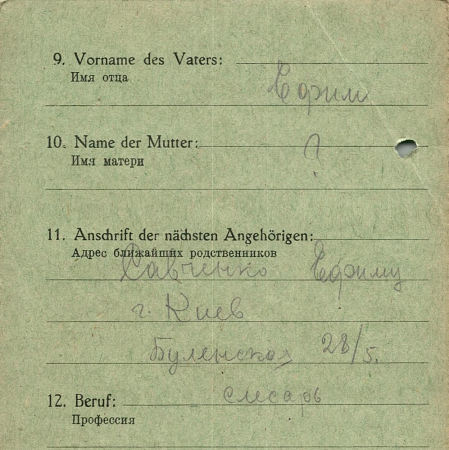 9. Vorname des Vaters:
Имя отца
Ефим
10. Name der Mutter:
Имя матери
?
11. Anschrift der nächsten Angehörigen:
Адрес ближайших родственников
Савченко Ефиму
г. Киев
28/5.
слесарь
12. Beruf:
Профессия